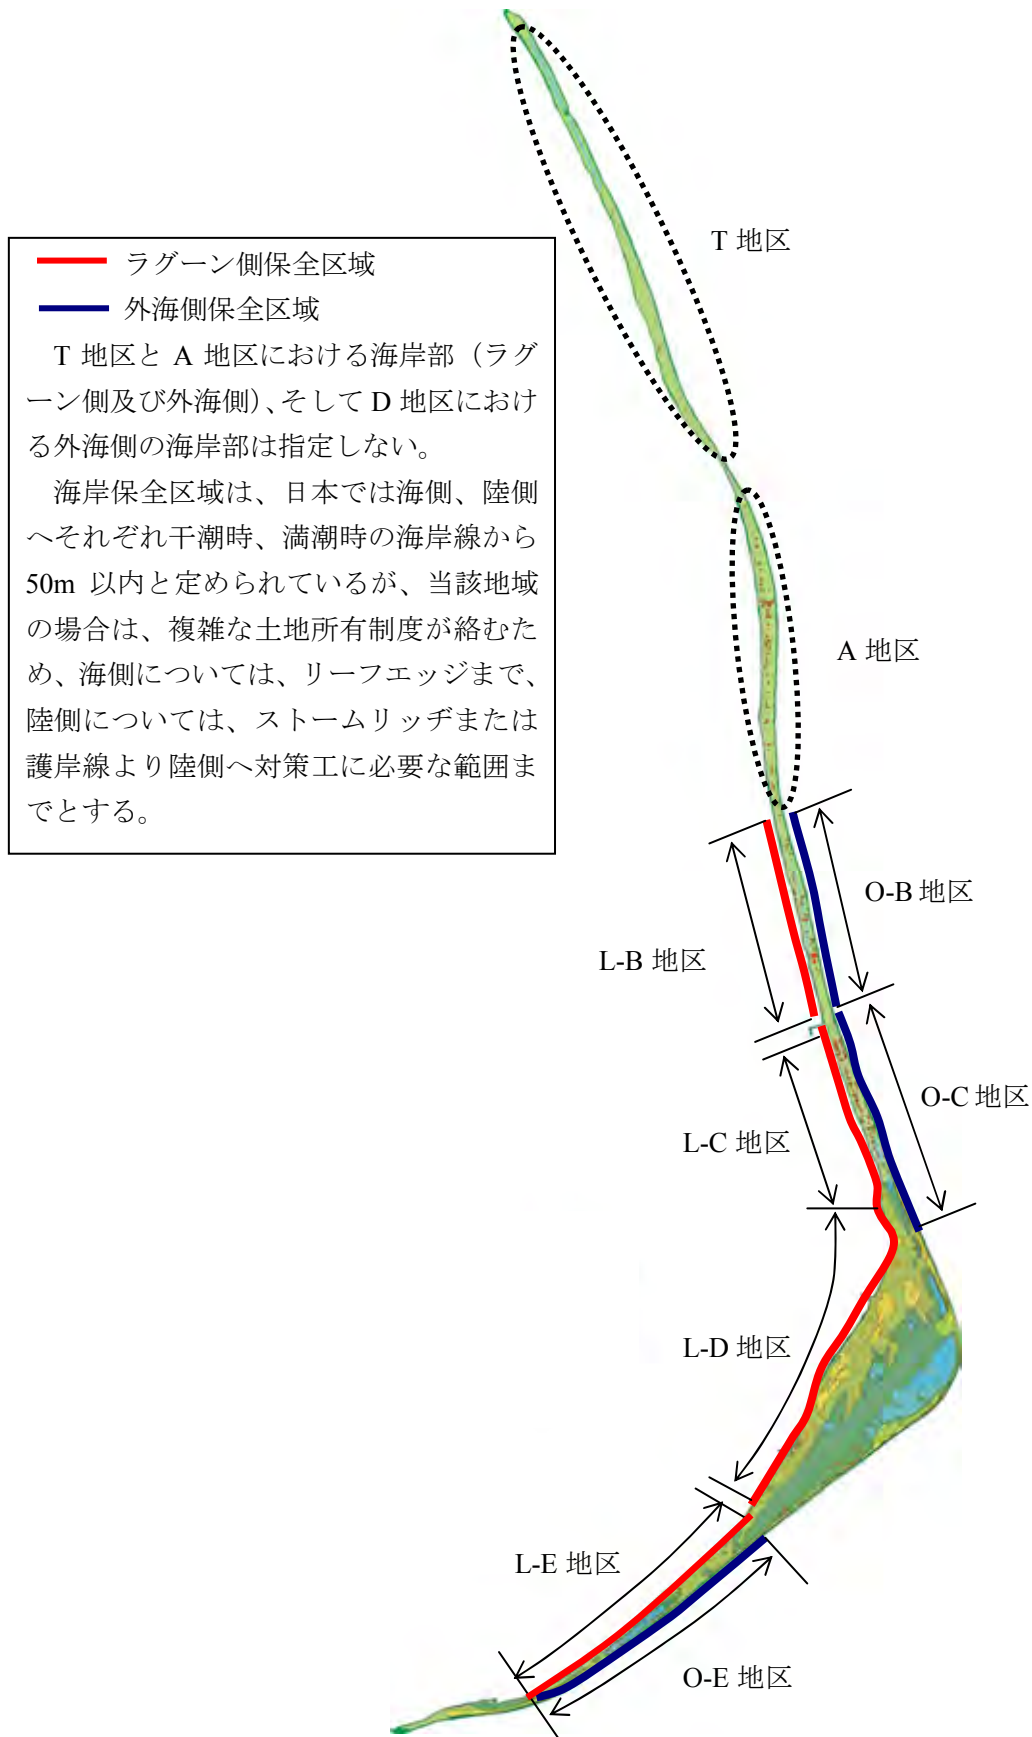 T 地区
ラグーン側保全区域
外海側保全区域
T 地区と A 地区における海岸部（ラグ
ーン側及び外海側）、そして D 地区におけ
る外海側の海岸部は指定しない。
海岸保全区域は、日本では海側、陸側
へそれぞれ干潮時、満潮時の海岸線から
50m 以内と定められているが、当該地域
の場合は、複雑な土地所有制度が絡むた
め、海側については、リーフエッジまで、
陸側については、ストームリッヂまたは
護岸線より陸側へ対策工に必要な範囲ま
でとする。
A 地区
O-B 地区
L-B 地区
O-C 地区
L-C 地区
L-D 地区
L-E 地区
O-E 地区